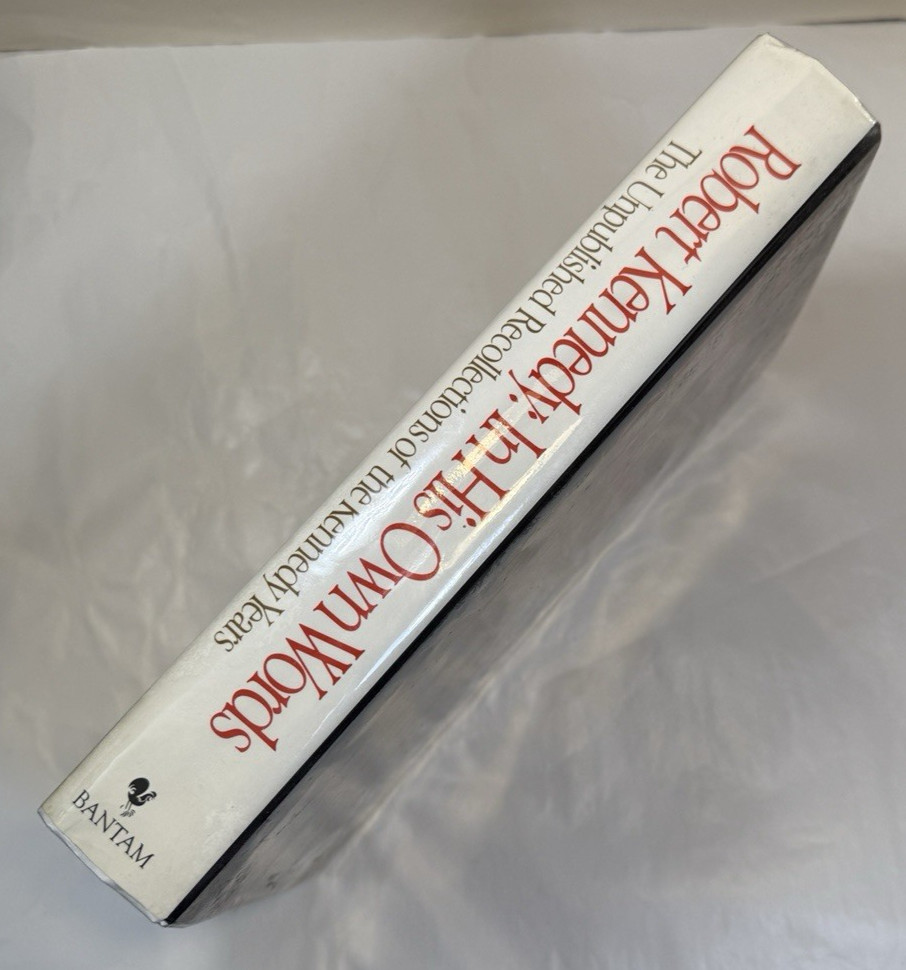 Robert Kennedy: In His Own Words
The Unpublished Recollections of the Kennedy Years
BANTAM